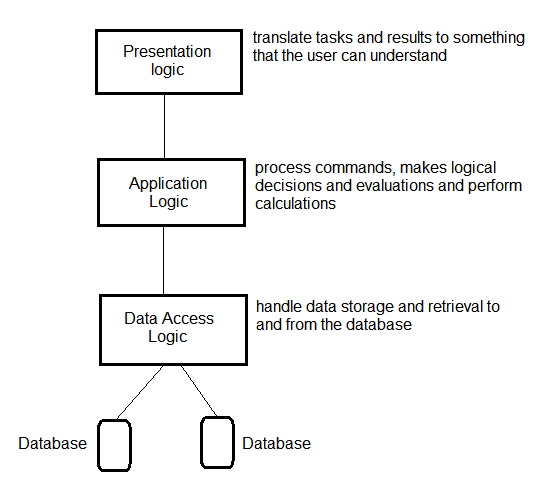 Presentation
logic
translate tasks and results to something
that the user can understand
Application
Logic
process commands, makes logical
decisions and evaluations and perform
calculations
Data Access
Logic
handle data storage and retrieval to
and from the database
Database
Database